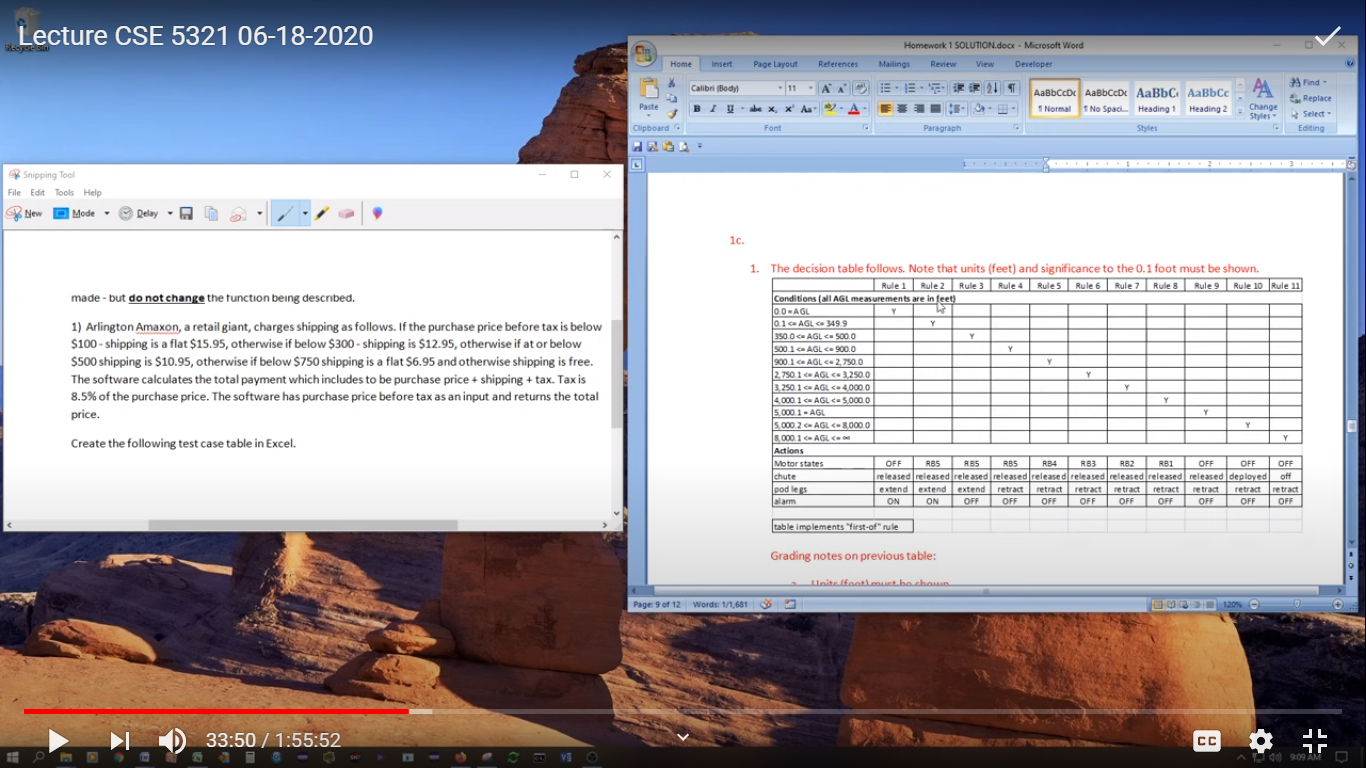 Lecture CSE 5321 06-18-2020
Homework 1 SOLUTION.docx - Microsoft Word
Home Insert Page Layout References Mailings Review View Developer
Paste
Clipboard
Calibri (Body) 11
Font
Paragraph
AaBbCcDc AaBbCcDc AaBbC AaBbCc
¶ Normal ¶ No Spaci... Heading 1 Heading 2
Change Styles
Styles
Find
Replace
Select
Editing
Snipping Tool
File Edit Tools Help
New Mode Delay
made - but do not change the function being described.
1) Arlington Amaxon, a retail giant, charges shipping as follows. If the purchase price before tax is below
$100 - shipping is a flat $15.95, otherwise if below $300 - shipping is $12.95, otherwise if at or below
$500 shipping is $10.95, otherwise if below $750 shipping is a flat $6.95 and otherwise shipping is free.
The software calculates the total payment which includes to be purchase price + shipping + tax. Tax is
8.5% of the purchase price. The software has purchase price before tax as an input and returns the total
price.
Create the following test case table in Excel.
1c.
1. The decision table follows. Note that units (feet) and significance to the 0.1 foot must be shown.
Rule 1 Rule 2 Rule 3 Rule 4 Rule 5 Rule 6 Rule 7 Rule 8 Rule 9 Rule 10 Rule 11
Conditions (all AGL measurements are in feet)
0.0 = AGL Y
0.1 <= AGL <= 349.9 Y
350.0 <= AGL <= 500.0 Y
500.1 <= AGL <= 900.0 Y
900.1 <= AGL <= 2,750.0 Y
2,750.1 <= AGL <= 3,250.0 Y
3,250.1 <= AGL <= 4,000.0 Y
4,000.1 <= AGL <= 5,000.0 Y
5,000.1 = AGL Y
5,000.2 <= AGL <= 8,000.0 Y
8,000.1 <= AGL <= ∞ Y
Actions
Motor states OFF RB5 RB5 RB5 RB4 RB3 RB2 RB1 OFF OFF OFF
chute released released released released released released released released released deployed off
pod legs extend extend extend retract retract retract retract retract retract retract retract
alarm ON ON OFF OFF OFF OFF OFF OFF OFF OFF OFF
table implements "first-of" rule
Grading notes on previous table:
a. Units (feet) must be shown
Page: 9 of 12 Words: 1/1,681 120%
33:50 / 1:55:52
CC
9:09 AM